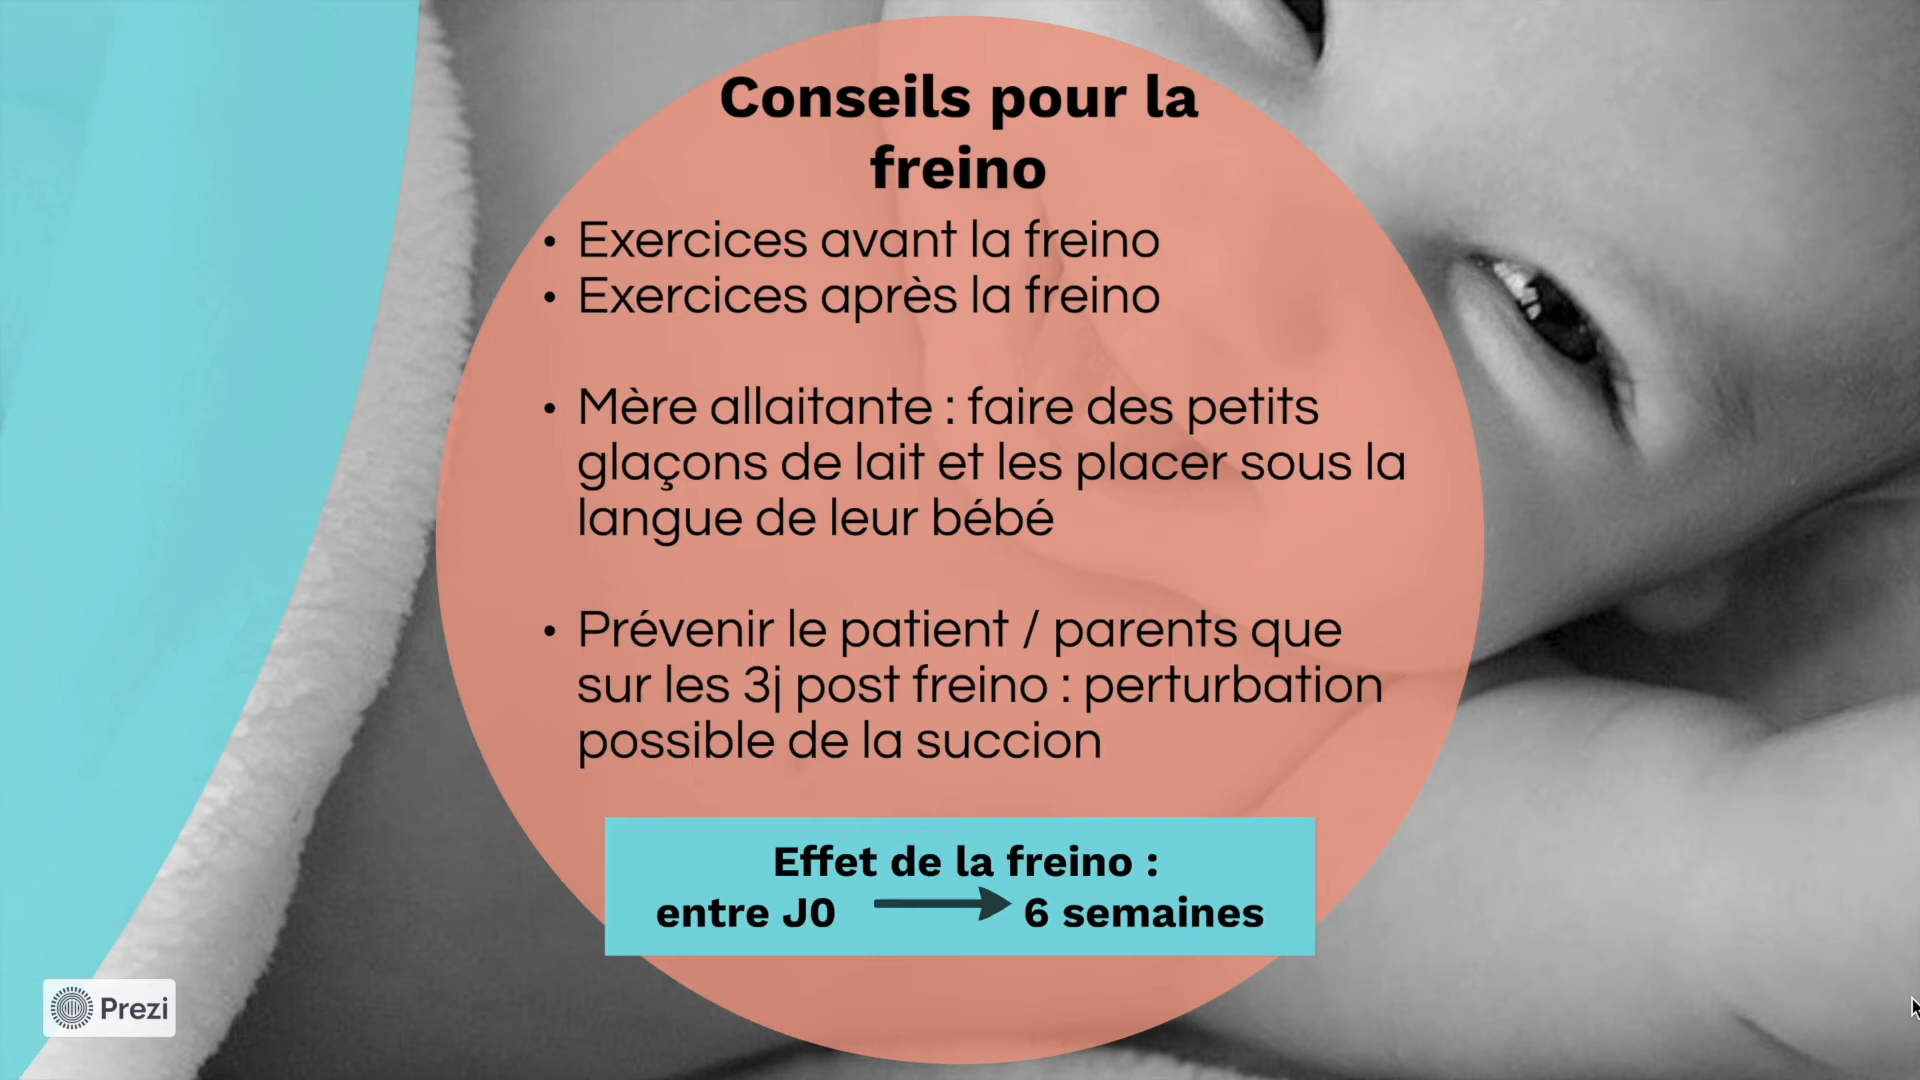 Conseils pour la
freino
• Exercices avant la freino
• Exercices après la freino
• Mère allaitante : faire des petits
glaçons de lait et les placer sous la
langue de leur bébé
• Prévenir le patient / parents que
sur les 3j post freino : perturbation
possible de la succion
Effet de la freino :
entre J0 → 6 semaines
Prezi